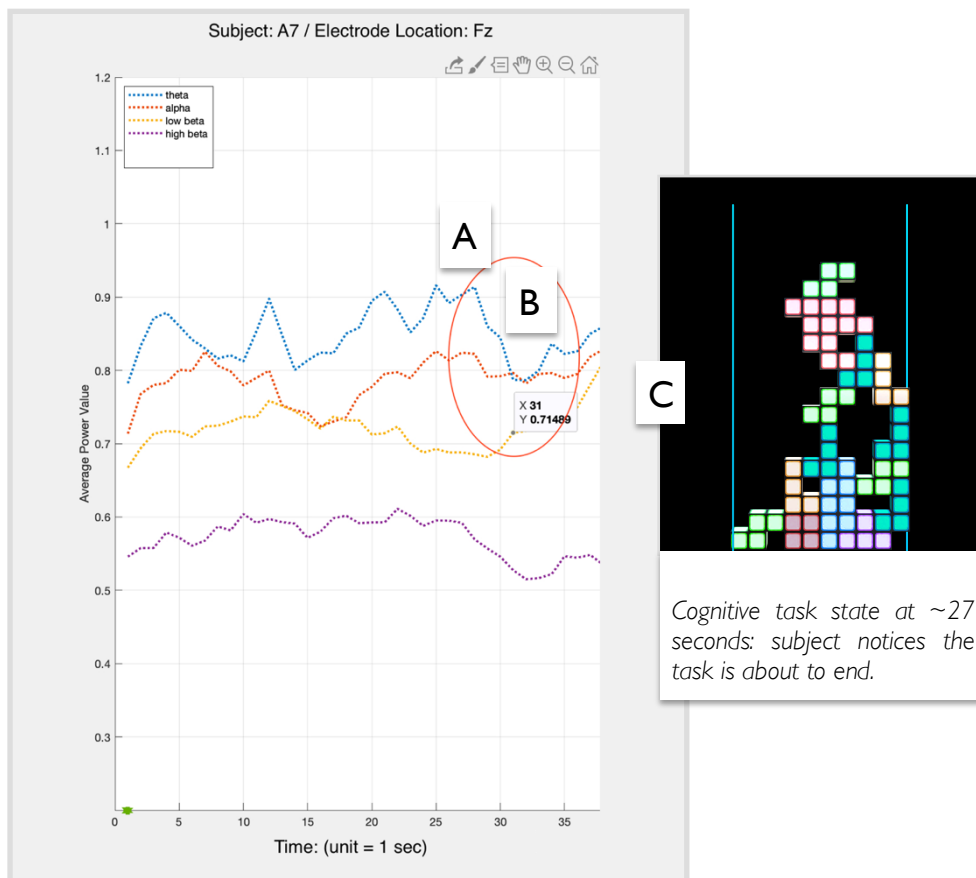 Subject: A7 / Electrode Location: Fz
1.2
1.1
1
0.9
0.8
0.7
0.6
0.5
0.4
0.3
Average Power Value
theta
alpha
low beta
high beta
A
B
X 31
Y 0.71489
0
5
10
15
20
25
30
35
Time: (unit = 1 sec)
C
Cognitive task state at ~27
seconds: subject notices the
task is about to end.